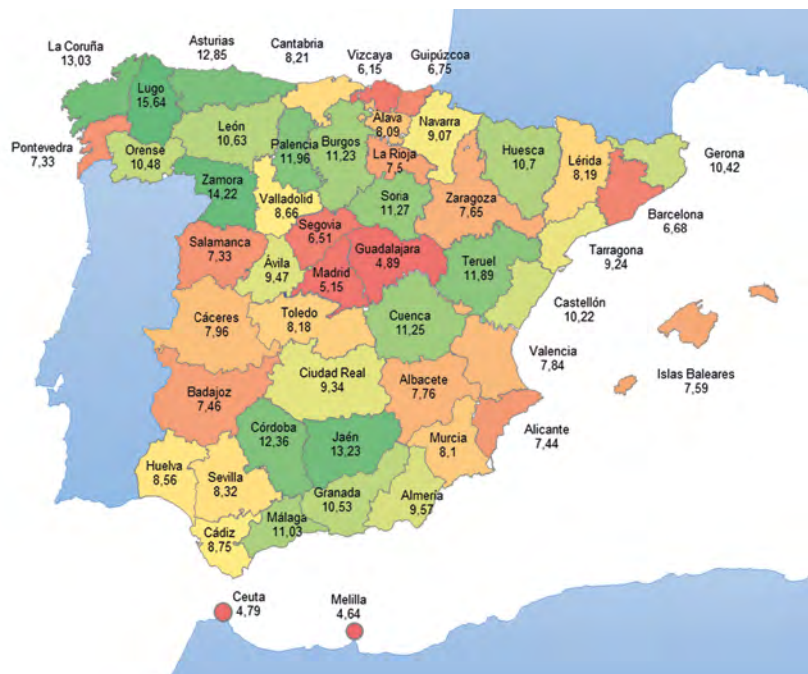 La Coruña
13,03
Asturias
12,85
Cantabria
8,21
Vizcaya
6,15
Guipúzcoa
6,75
Lugo
15,64
Pontevedra
7,33
Orense
10,48
León
10,63
Palencia
11,96
Burgos
11,23
Álava
8,09
La Rioja
7,5
Navarra
9,07
Huesca
10,7
Lérida
8,19
Gerona
10,42
Barcelona
6,68
Tarragona
9,24
Zamora
14,22
Valladolid
8,66
Soria
11,27
Zaragoza
7,65
Segovia
6,51
Salamanca
7,33
Ávila
9,47
Madrid
5,15
Guadalajara
4,89
Teruel
11,89
Castellón
10,22
Cáceres
7,96
Toledo
8,18
Cuenca
11,25
Valencia
7,84
Islas Baleares
7,59
Badajoz
7,46
Ciudad Real
9,34
Albacete
7,76
Alicante
7,44
Córdoba
12,36
Jaén
13,23
Murcia
8,1
Huelva
8,56
Sevilla
8,32
Granada
10,53
Almería
9,57
Málaga
11,03
Cádiz
8,75
Ceuta
4,79
Melilla
4,64